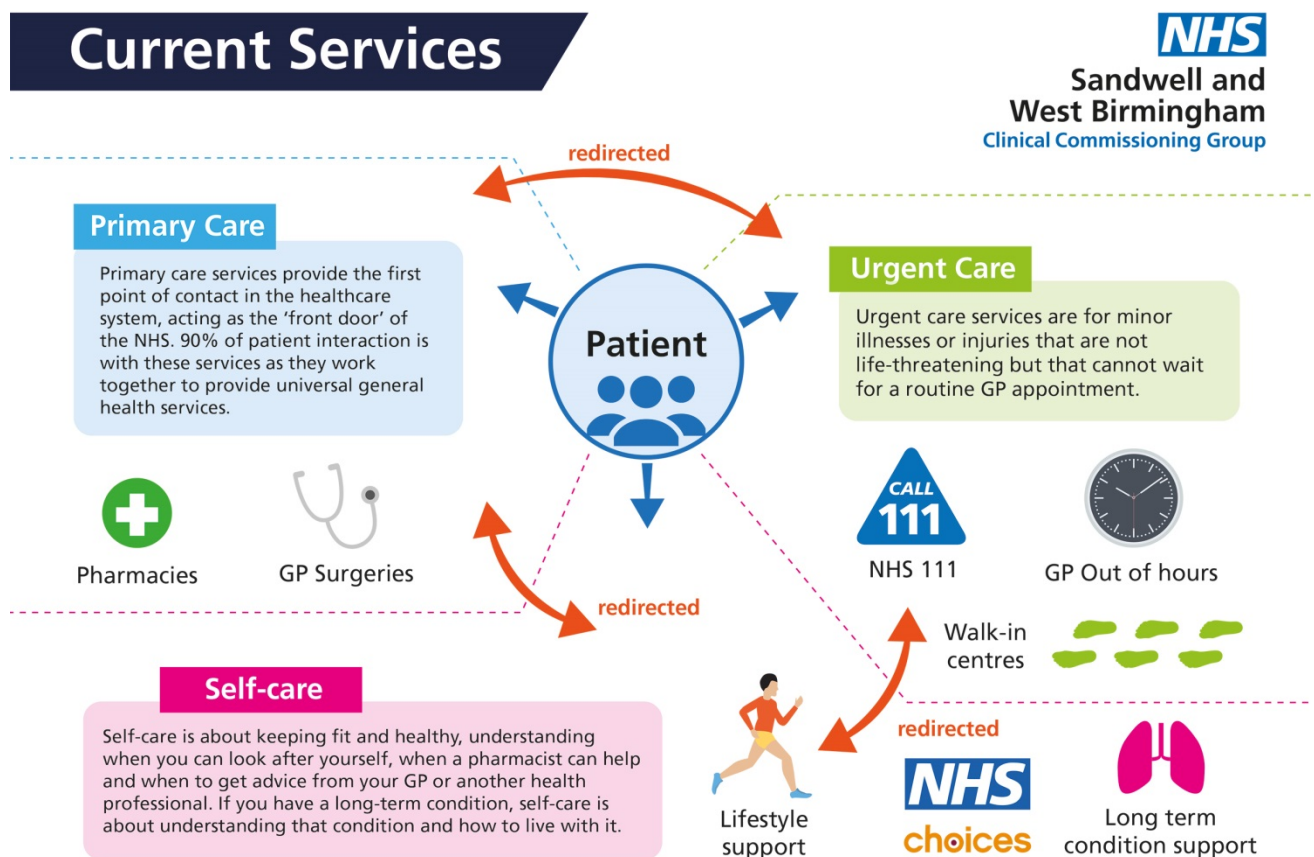 Current Services
NHS
Sandwell and
West Birmingham
Clinical Commissioning Group
redirected
Primary Care
Primary care services provide the first
point of contact in the healthcare
system, acting as the ‘front door’ of
the NHS. 90% of patient interaction is
with these services as they work
together to provide universal general
health services.
Pharmacies
GP Surgeries
Patient
Urgent Care
Urgent care services are for minor
illnesses or injuries that are not
life-threatening but that cannot wait
for a routine GP appointment.
CALL
111
NHS 111
GP Out of hours
Walk-in
centres
redirected
Self-care
Self-care is about keeping fit and healthy, understanding
when you can look after yourself, when a pharmacist can help
and when to get advice from your GP or another health
professional. If you have a long-term condition, self-care is
about understanding that condition and how to live with it.
Lifestyle
support
redirected
NHS
choices
Long term
condition support